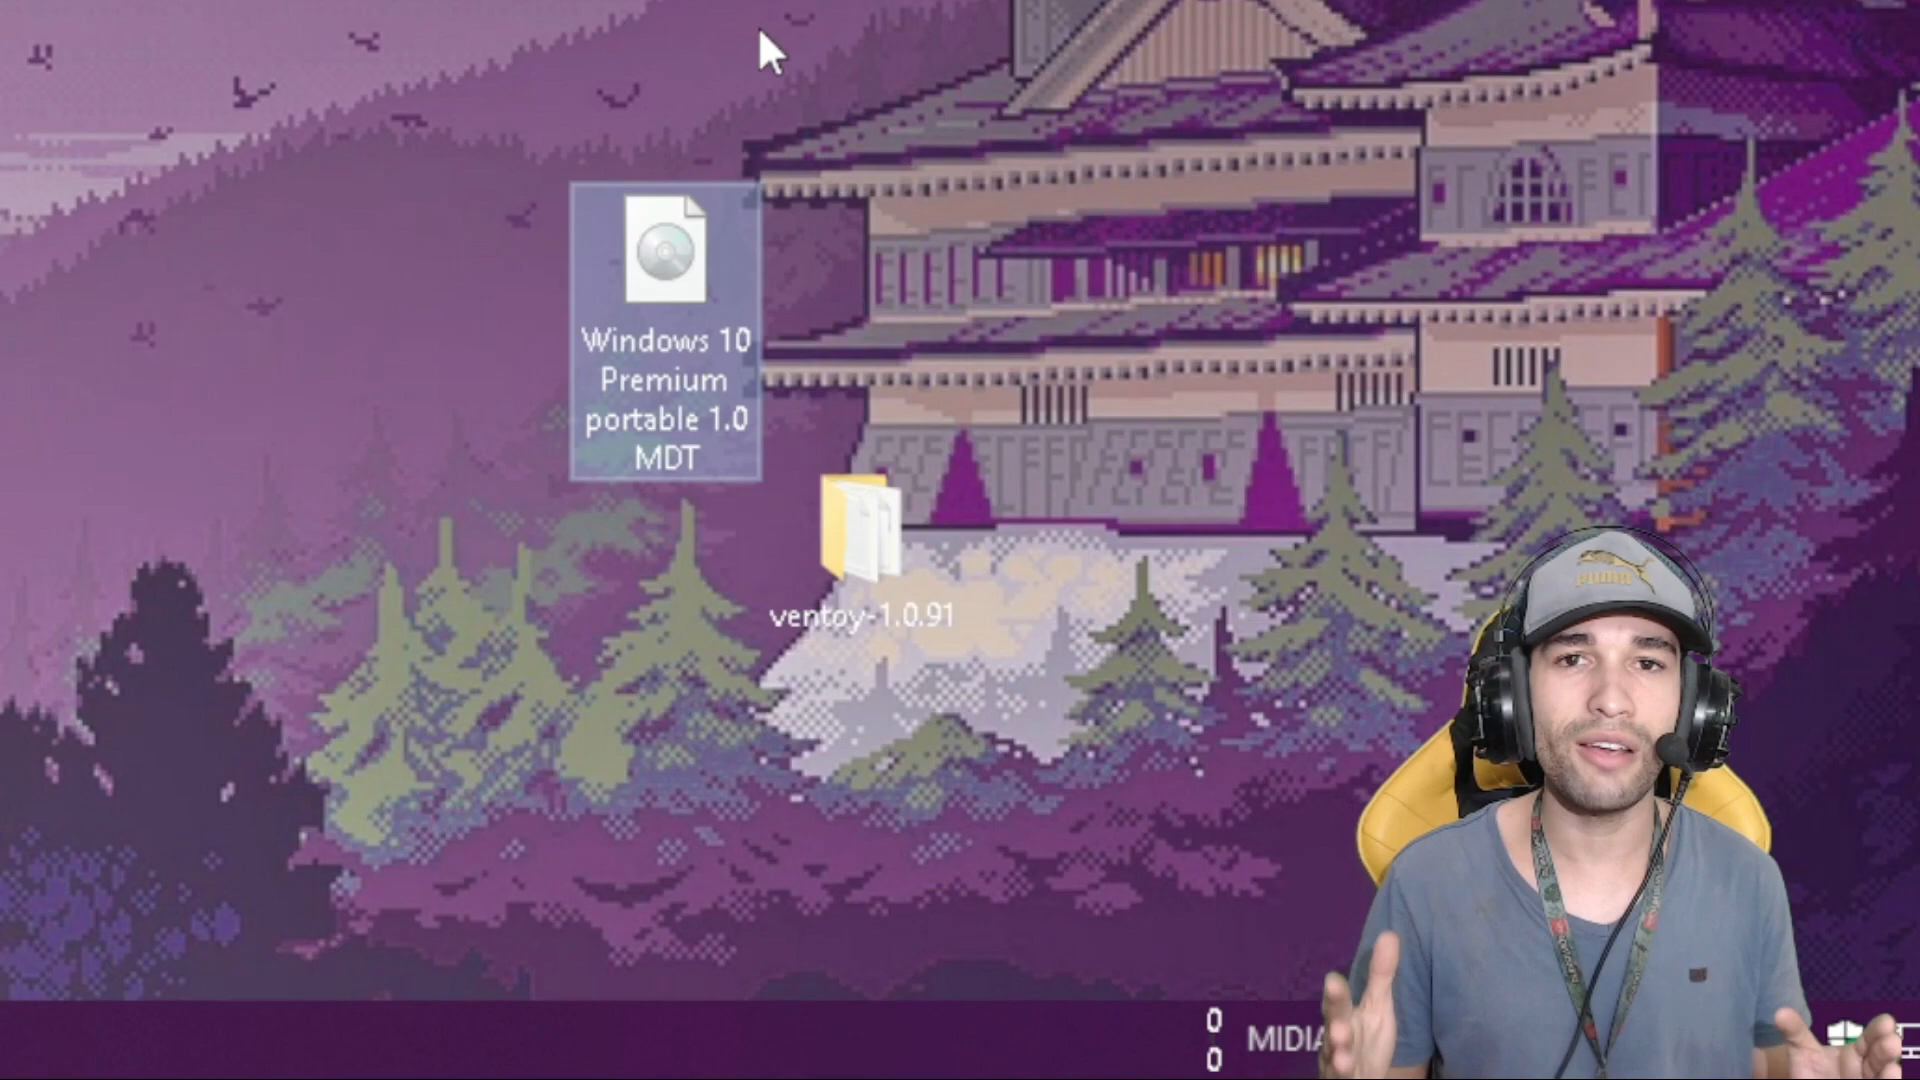 Windows 10
Premium
portable 1.0
MDT
ventoy-1.0.91
PUMA
0
MIDIA
0